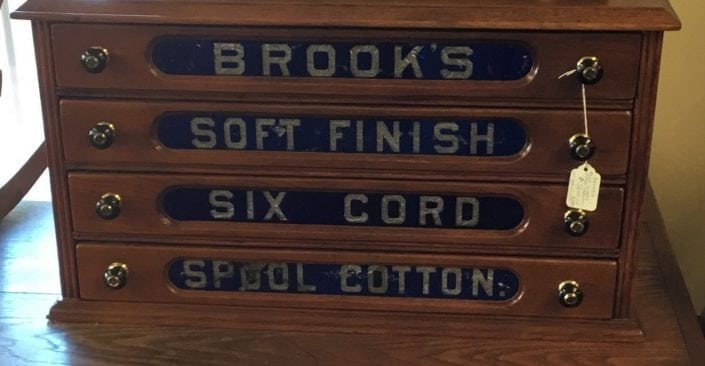 BROOK'S
SOFT FINISH
SIX CORD
SPOOL COTTON.